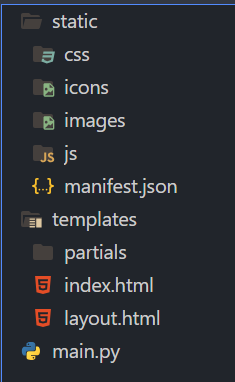 static
css
icons
images
js
manifest.json
templates
partials
index.html
layout.html
main.py